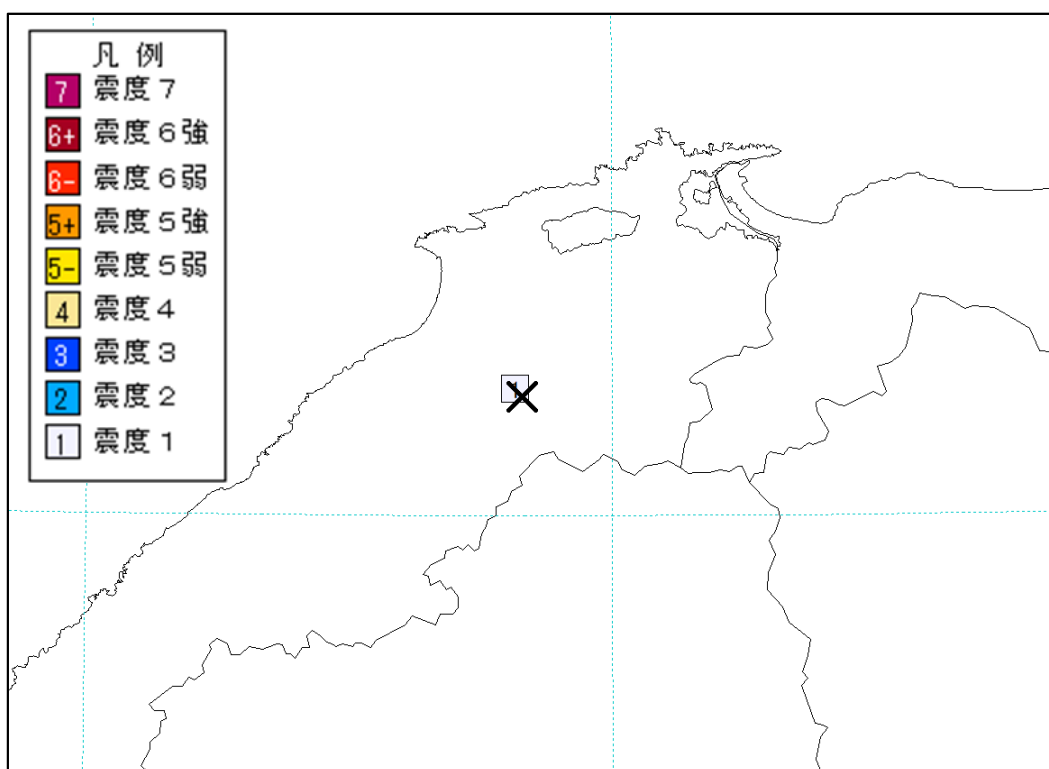 凡 例
7 震度７
6+ 震度６強
6- 震度６弱
5+ 震度５強
5- 震度５弱
4 震度４
3 震度３
2 震度２
1 震度１
1